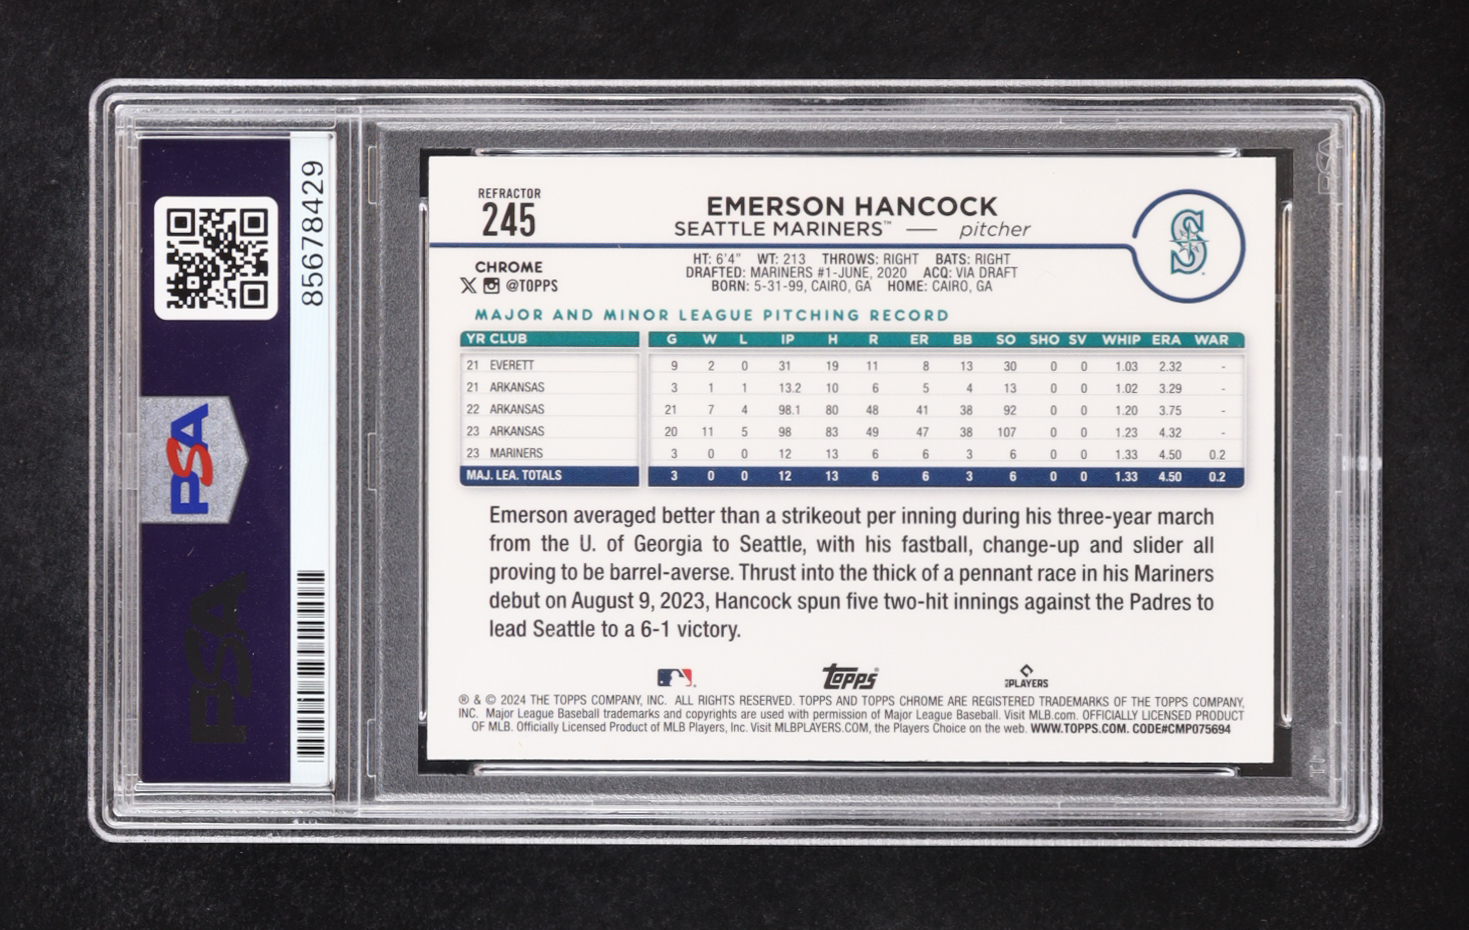 85678429
PSA
PSA
REFRACTOR
245
EMERSON HANCOCK
SEATTLE MARINERS™ — pitcher
CHROME
X @TOPPS
HT: 6'4" WT: 213 THROWS: RIGHT BATS: RIGHT
DRAFTED: MARINERS #1-JUNE, 2020 ACQ: VIA DRAFT
BORN: 5-31-99, CAIRO, GA HOME: CAIRO, GA
S
MAJOR AND MINOR LEAGUE PITCHING RECORD
YR CLUB G W L IP H R ER BB SO SHO SV WHIP ERA WAR
21 EVERETT 9 2 0 31 19 11 8 13 30 0 0 1.03 2.32 -
21 ARKANSAS 3 1 1 13.2 10 6 5 4 13 0 0 1.02 3.29 -
22 ARKANSAS 21 7 4 98.1 80 48 41 38 92 0 0 1.20 3.75 -
23 ARKANSAS 20 11 5 98 83 49 47 38 107 0 0 1.23 4.32 -
23 MARINERS 3 0 0 12 13 6 6 3 6 0 0 1.33 4.50 0.2
MAJ. LEA. TOTALS 3 0 0 12 13 6 6 3 6 0 0 1.33 4.50 0.2
Emerson averaged better than a strikeout per inning during his three-year march
from the U. of Georgia to Seattle, with his fastball, change-up and slider all
proving to be barrel-averse. Thrust into the thick of a pennant race in his Mariners
debut on August 9, 2023, Hancock spun five two-hit innings against the Padres to
lead Seattle to a 6-1 victory.
Topps®
PLAYERS
® & © 2024 THE TOPPS COMPANY, INC. ALL RIGHTS RESERVED. TOPPS AND TOPPS CHROME ARE REGISTERED TRADEMARKS OF THE TOPPS COMPANY,
INC. Major League Baseball trademarks and copyrights are used with permission of Major League Baseball. Visit MLB.com. OFFICIALLY LICENSED PRODUCT
OF MLB. Officially Licensed Product of MLB Players, Inc. Visit MLBPLAYERS.COM, the Players Choice on the web. WWW.TOPPS.COM. CODE#CMP075694
PSA